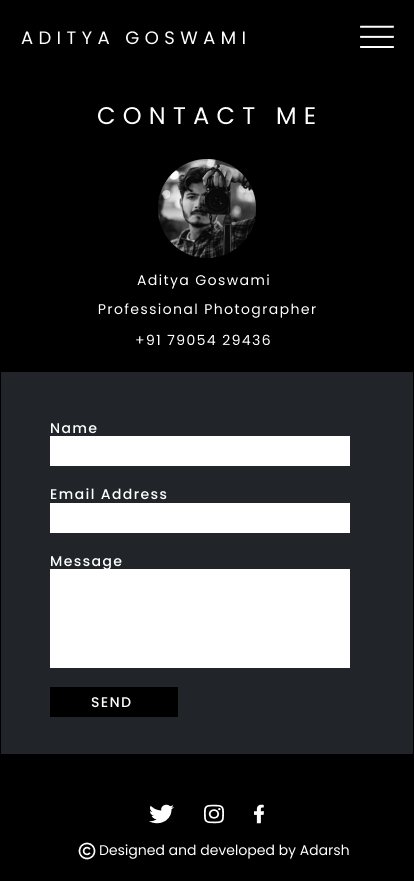 ADITYA GOSWAMI
CONTACT ME
Aditya Goswami
Professional Photographer
+91 79054 29436
Name
Email Address
Message
SEND
© Designed and developed by Adarsh